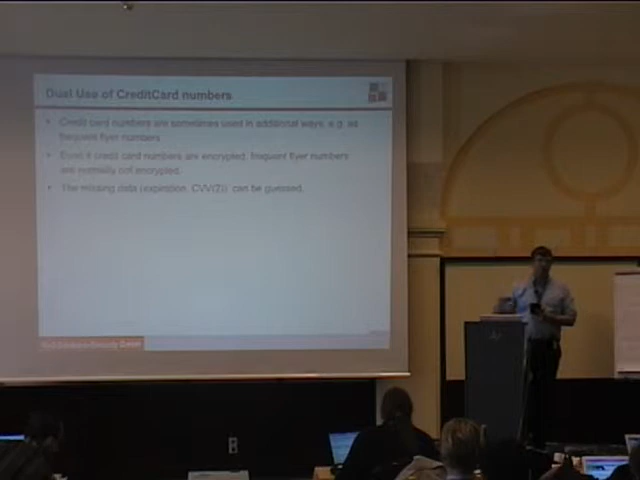 Dual Use of CreditCard numbers
Credit card numbers are sometimes used in additional ways, e.g. as
frequent flyer numbers
Even if credit card numbers are encrypted, frequent flyer numbers
are normally not encrypted.
The missing data (expiration, CVV(2)) can be guessed.